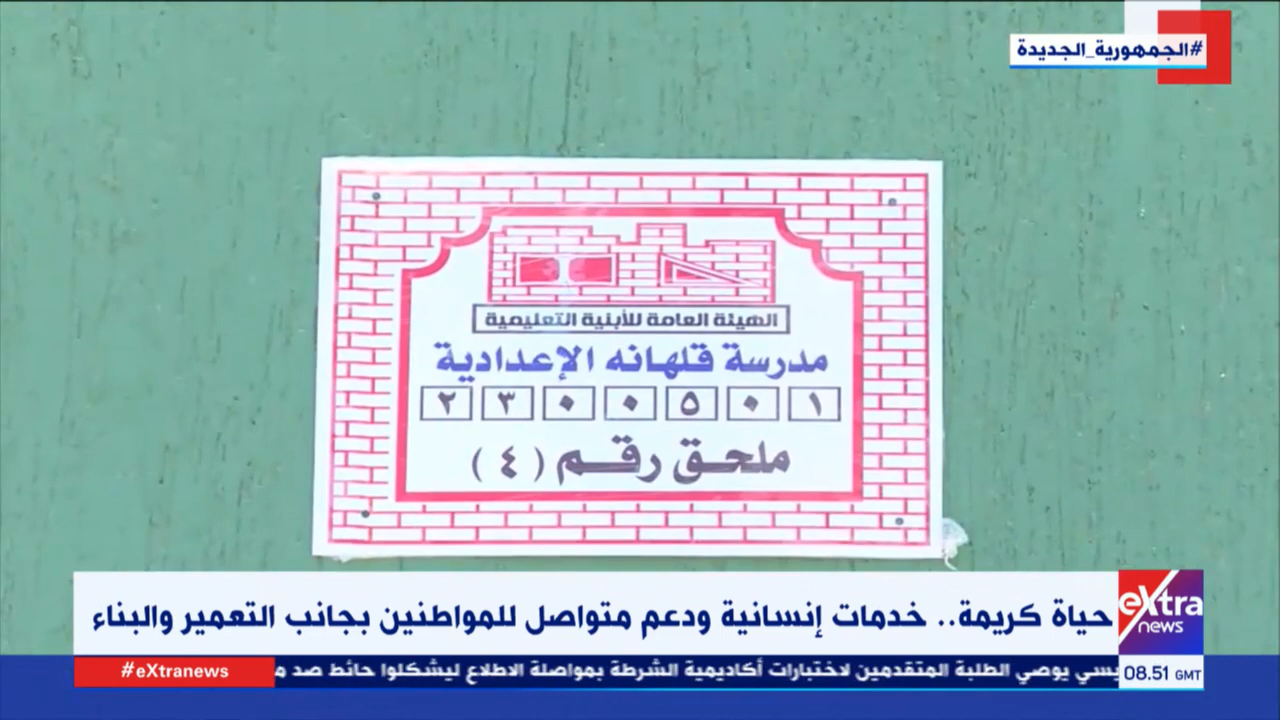 #الجمهورية_الجديدة
الهيئة العامة للأبنية التعليمية
مدرسة قلهانه الإعدادية
٢ ٣ ٠ ٠ ٥ ٠ ١
ملحق رقم (٤)
حياة كريمة.. خدمات إنسانية ودعم متواصل للمواطنين بجانب التعمير والبناء
eXtra news
يوصي الطلبة المتقدمين لاختبارات أكاديمية الشرطة بمواصلة الاطلاع ليشكلوا حائط صد
#eXtranews
08.51 GMT